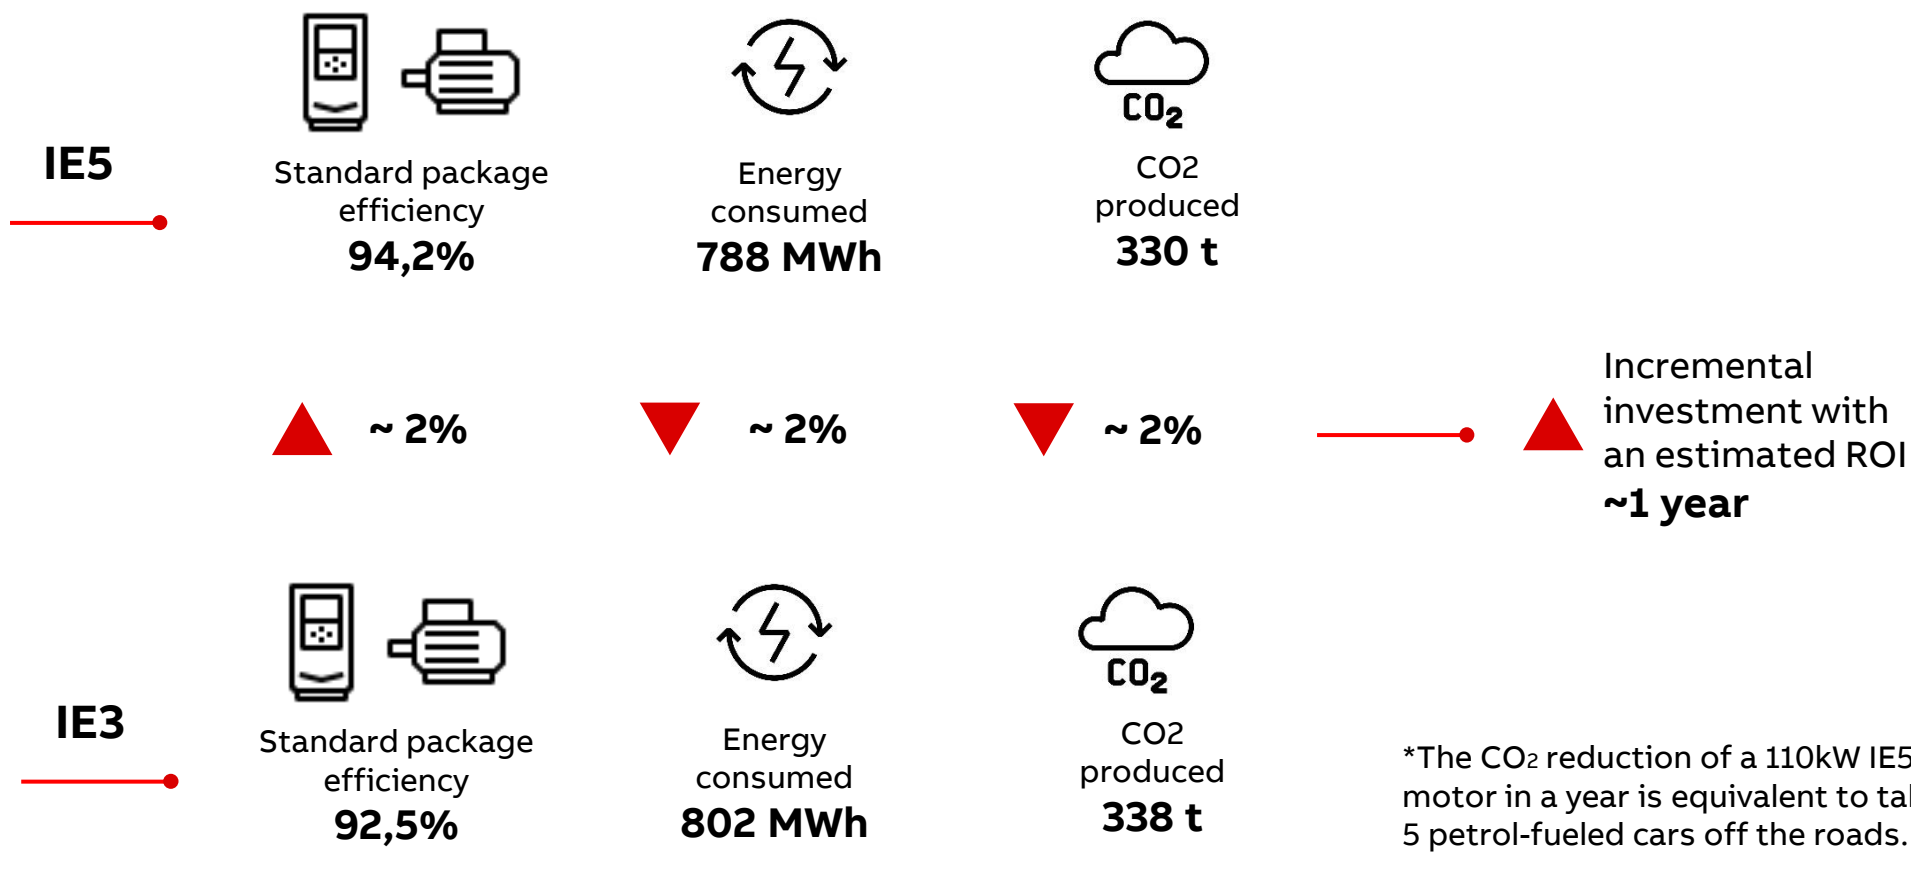 IE5
Standard package
efficiency
94,2%
Energy
consumed
788 MWh
CO₂
CO2
produced
330 t
~ 2%
~ 2%
~ 2%
Incremental
investment with
an estimated ROI
~1 year
IE3
Standard package
efficiency
92,5%
Energy
consumed
802 MWh
CO₂
CO2
produced
338 t
*The CO₂ reduction of a 110kW IE5
motor in a year is equivalent to
5 petrol-fueled cars off the roads.